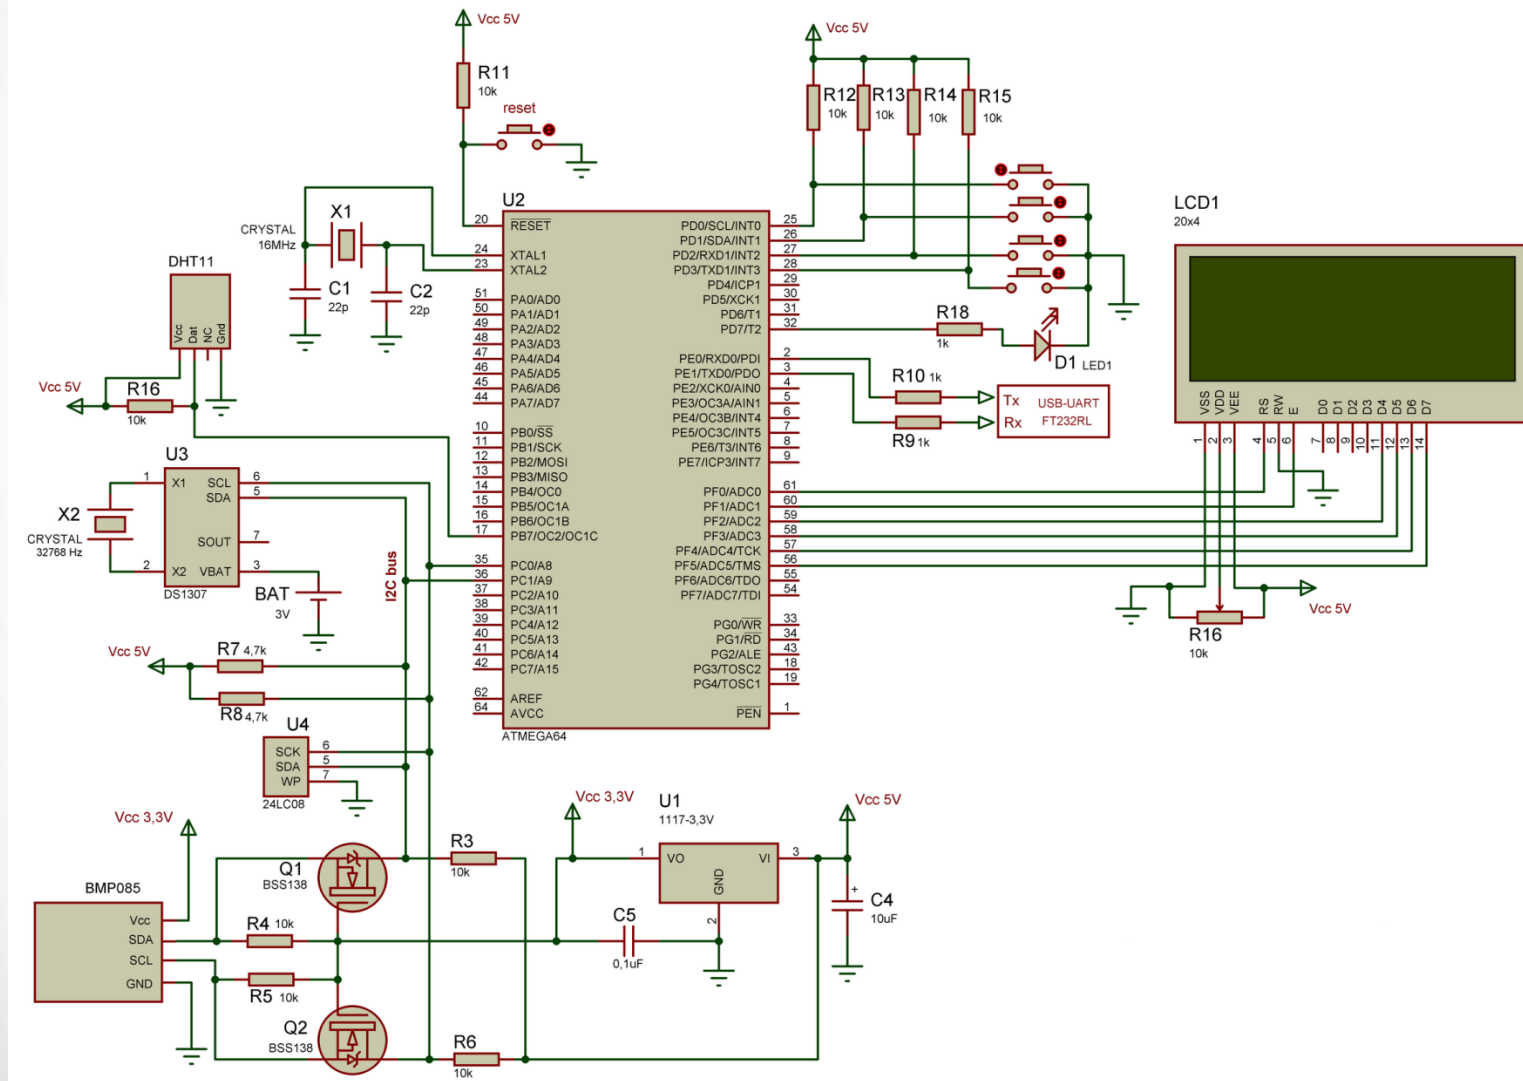 Vcc 5V
R11
10k
reset
Vcc 5V
R12
10k
R13
10k
R14
10k
R15
10k
X1
CRYSTAL
16MHz
C1
22p
C2
22p
DHT11
Vcc
Dat
NC
Gnd
Vcc 5V
R16
10k
U3
1 X1
2 X2
SCL 6
SDA 5
SOUT 7
VBAT 3
DS1307
X2
CRYSTAL
32768 Hz
BAT
3V
I2C bus
Vcc 5V
R7 4,7k
R8 4,7k
U4
SCK 6
SDA 5
WP 7
24LC08
U2
20 RESET
24 XTAL1
23 XTAL2
51 PA0/AD0
50 PA1/AD1
49 PA2/AD2
48 PA3/AD3
47 PA4/AD4
46 PA5/AD5
45 PA6/AD6
44 PA7/AD7
10 PB0/SS
11 PB1/SCK
12 PB2/MOSI
13 PB3/MISO
14 PB4/OC0
15 PB5/OC1A
16 PB6/OC1B
17 PB7/OC2/OC1C
35 PC0/A8
36 PC1/A9
37 PC2/A10
38 PC3/A11
39 PC4/A12
40 PC5/A13
41 PC6/A14
42 PC7/A15
62 AREF
64 AVCC
PD0/SCL/INT0 25
PD1/SDA/INT1 26
PD2/RXD1/INT2 27
PD3/TXD1/INT3 28
PD4/ICP1 29
PD5/XCK1 30
PD6/T1 31
PD7/T2 32
PE0/RXD0/PDI 2
PE1/TXD0/PDO 3
PE2/XCK0/AIN0 4
PE3/OC3A/AIN1 5
PE4/OC3B/INT4 6
PE5/OC3C/INT5 7
PE6/T3/INT6 8
PE7/ICP3/INT7 9
PF0/ADC0 61
PF1/ADC1 60
PF2/ADC2 59
PF3/ADC3 58
PF4/ADC4/TCK 57
PF5/ADC5/TMS 56
PF6/ADC6/TDO 55
PF7/ADC7/TDI 54
PG0/WR 33
PG1/RD 34
PG2/ALE 43
PG3/TOSC2 18
PG4/TOSC1 19
PEN 1
ATMEGA64
R18
1k
D1 LED1
R10 1k
R9 1k
Tx
Rx
USB-UART
FT232RL
LCD1
20x4
VSS
VDD
VEE
RS
RW
E
D0
D1
D2
D3
D4
D5
D6
D7
1
2
3
4
5
6
7
8
9
10
11
12
13
14
Vcc 5V
R16
10k
Vcc 3,3V
BMP085
Vcc
SDA
SCL
GND
Q1
BSS138
R4 10k
R5 10k
Q2
BSS138
R3
10k
R6
10k
Vcc 3,3V
U1
1117-3,3V
1 VO
VI 3
GND
2
C5
0,1uF
Vcc 5V
+
C4
10uF